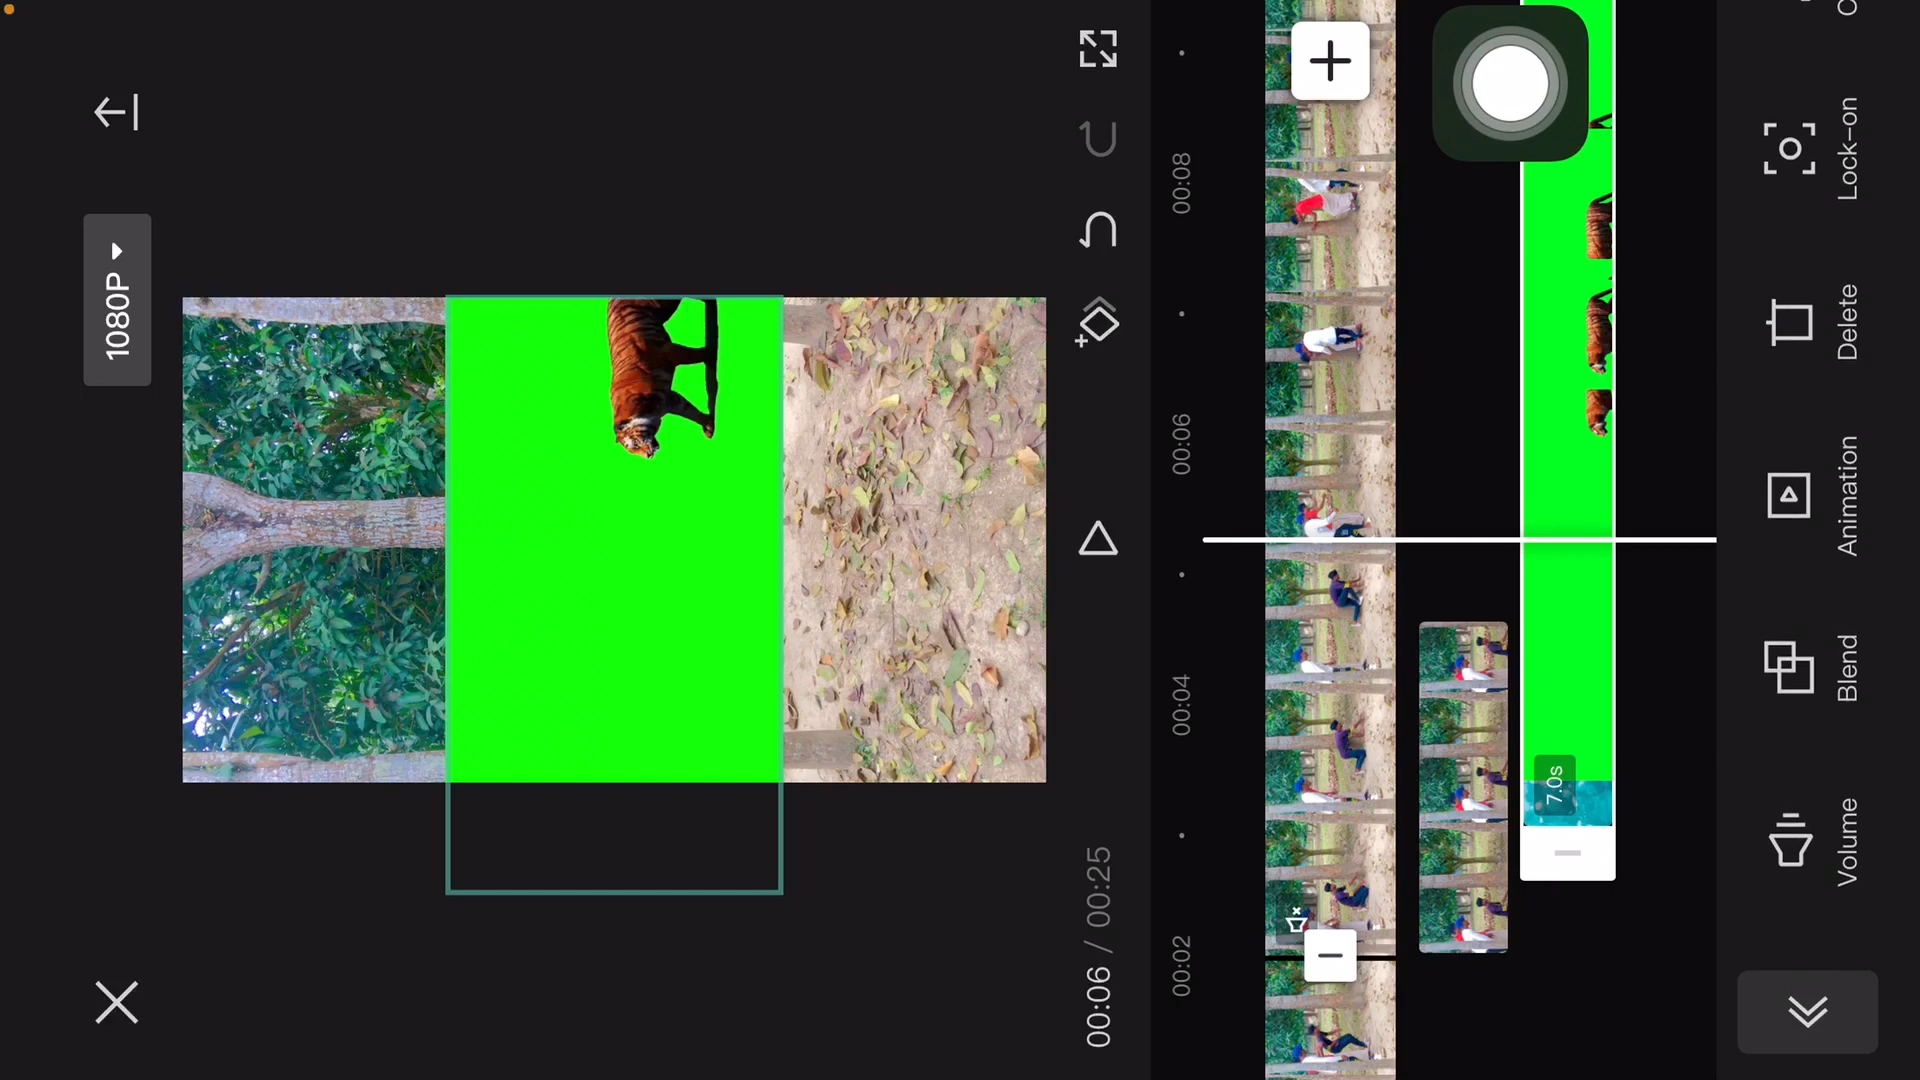 1080P
00:06 / 00:25
00:02
00:04
00:06
00:08
7.0s
Volume
Blend
Animation
Delete
Lock-on